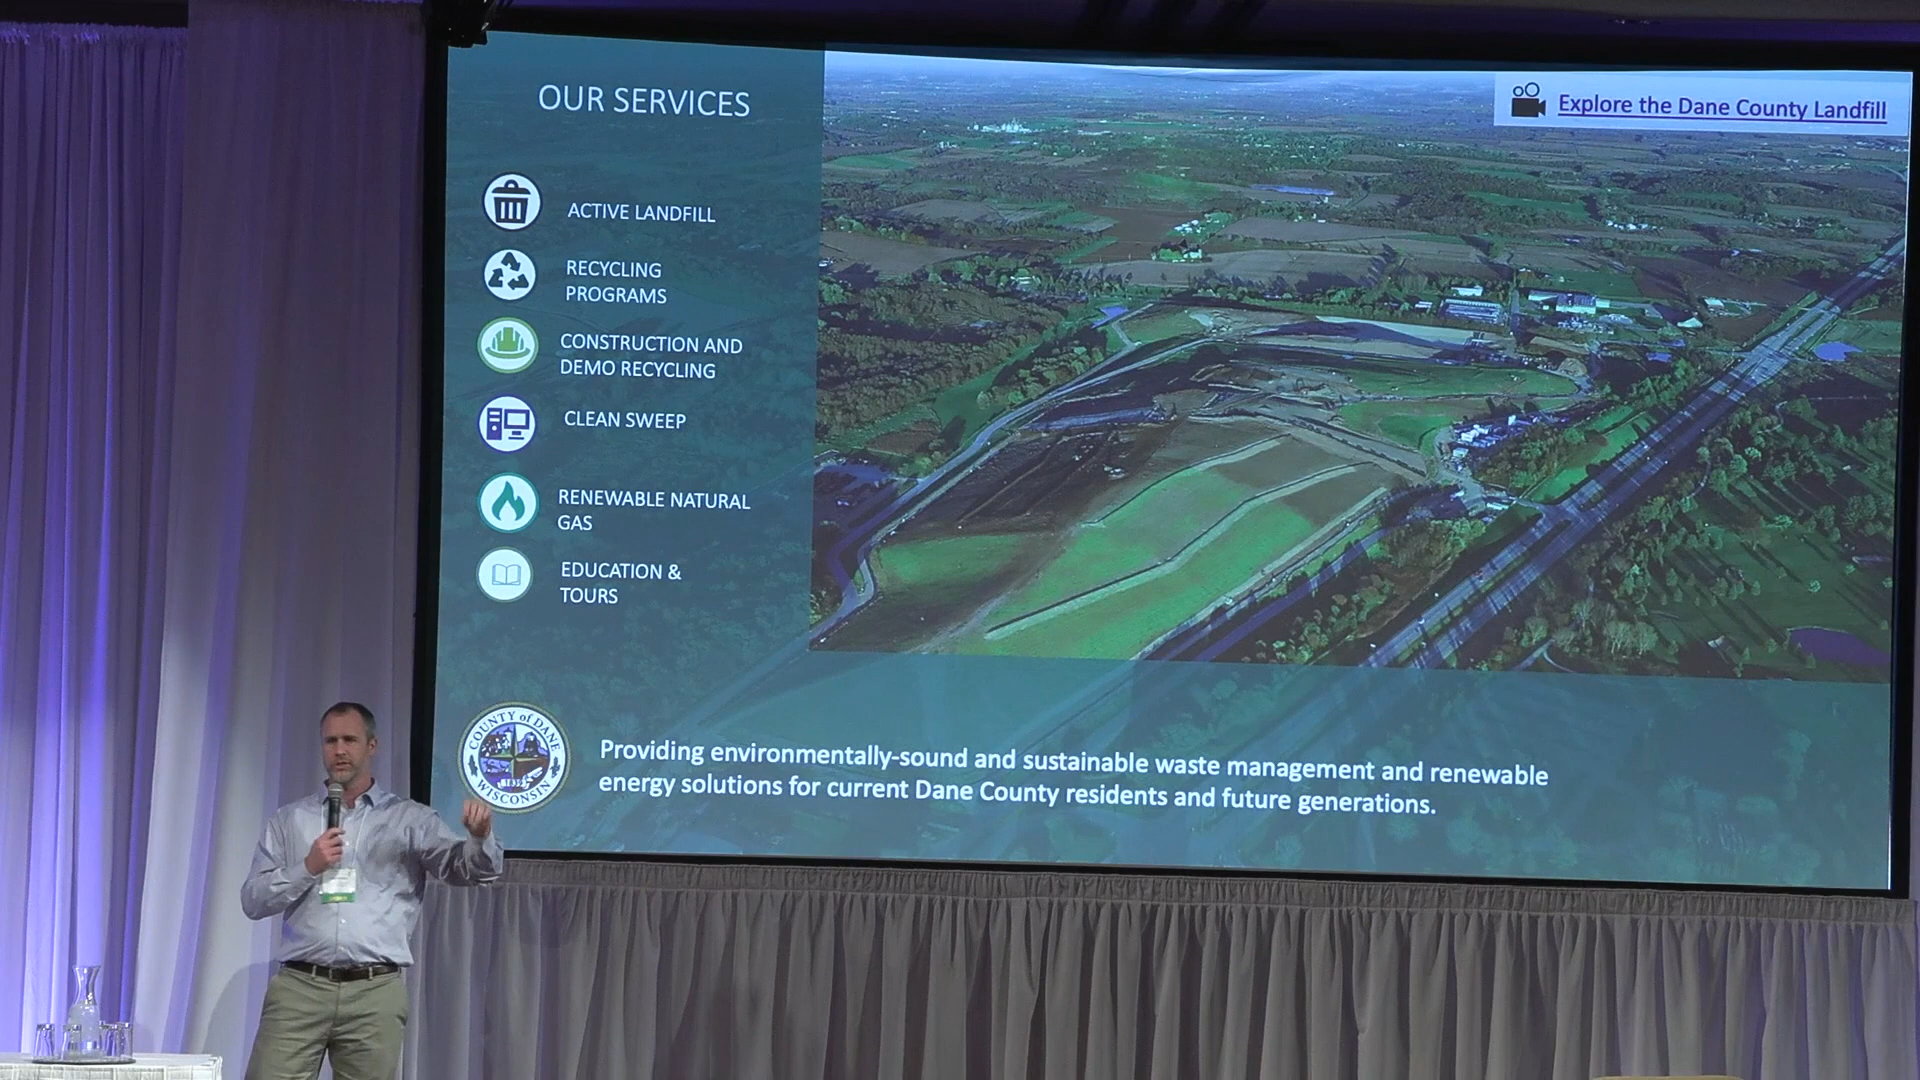 OUR SERVICES
Explore the Dane County Landfill
ACTIVE LANDFILL
RECYCLING
PROGRAMS
CONSTRUCTION AND
DEMO RECYCLING
CLEAN SWEEP
RENEWABLE NATURAL
GAS
EDUCATION &
TOURS
COUNTY of DANE
WISCONSIN
Providing environmentally-sound and sustainable waste management and renewable
energy solutions for current Dane County residents and future generations.